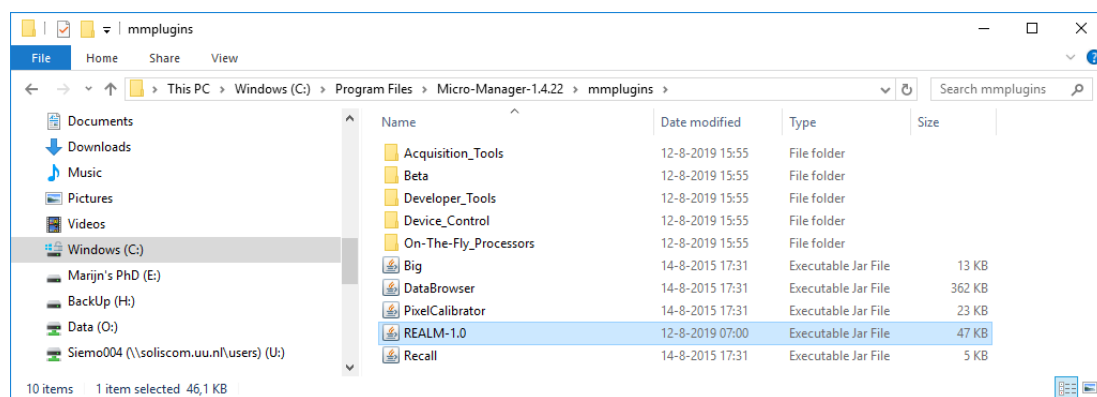 mmplugins
File Home Share View
This PC Windows (C:) Program Files Micro-Manager-1.4.22 mmplugins Search mmplugins
Documents
Downloads
Music
Pictures
Videos
Windows (C:)
Marijn's PhD (E:)
BackUp (H:)
Data (O:)
Siemo004 (\\soliscom.uu.nl\users) (U:)
Name Date modified Type Size
Acquisition_Tools 12-8-2019 15:55 File folder
Beta 12-8-2019 15:55 File folder
Developer_Tools 12-8-2019 15:55 File folder
Device_Control 12-8-2019 15:55 File folder
On-The-Fly_Processors 12-8-2019 15:55 File folder
Big 14-8-2015 17:31 Executable Jar File 13 KB
DataBrowser 14-8-2015 17:31 Executable Jar File 362 KB
PixelCalibrator 14-8-2015 17:31 Executable Jar File 23 KB
REALM-1.0 12-8-2019 07:00 Executable Jar File 47 KB
Recall 14-8-2015 17:31 Executable Jar File 5 KB
10 items 1 item selected 46,1 KB